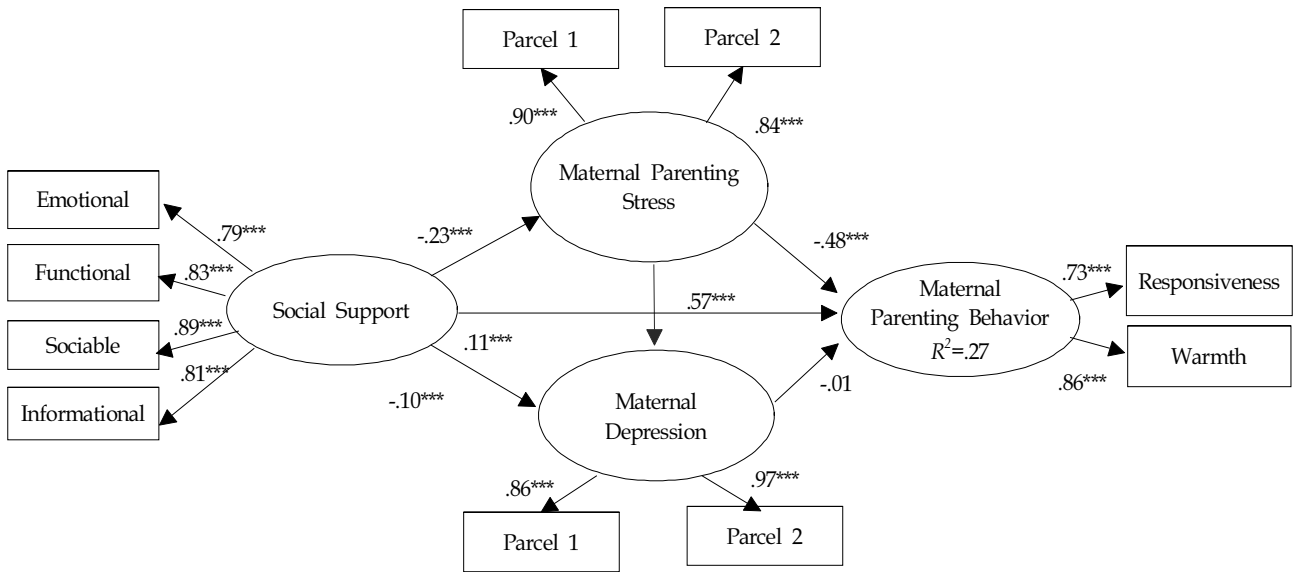 Parcel 1
Parcel 2
.90***
.84***
Maternal Parenting
Stress
Emotional
Functional
Sociable
Informational
.79***
.83***
.89***
.81***
Social Support
-.23***
-.48***
.57***
.11***
-.10***
-.01
Maternal
Parenting Behavior
R²=.27
.73***
.86***
Responsiveness
Warmth
Maternal
Depression
.86***
.97***
Parcel 1
Parcel 2